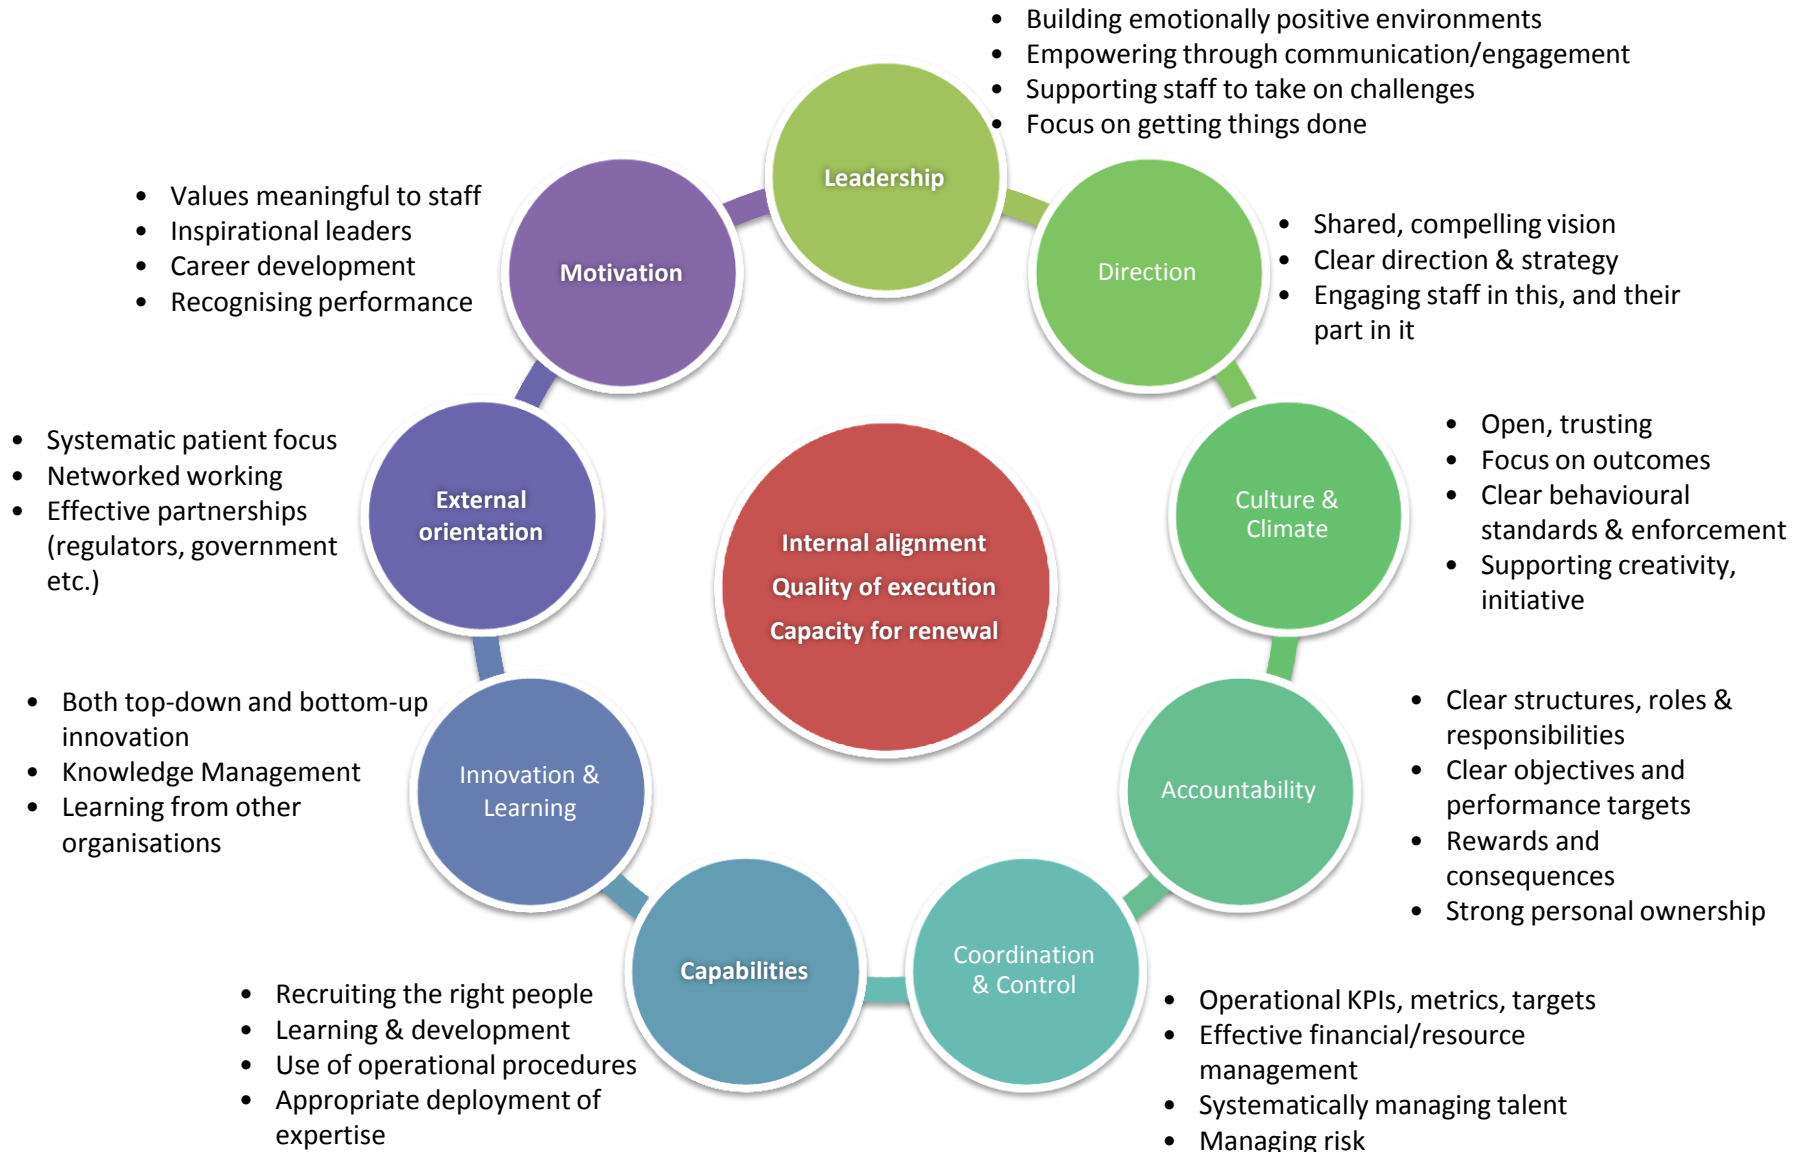 • Building emotionally positive environments
• Empowering through communication/engagement
• Supporting staff to take on challenges
• Focus on getting things done
Leadership
• Values meaningful to staff
• Inspirational leaders
• Career development
• Recognising performance
Motivation
Direction
• Shared, compelling vision
• Clear direction & strategy
• Engaging staff in this, and their
part in it
• Systematic patient focus
• Networked working
• Effective partnerships
(regulators, government
etc.)
External
orientation
Internal alignment
Quality of execution
Capacity for renewal
Culture &
Climate
• Open, trusting
• Focus on outcomes
• Clear behavioural
standards & enforcement
• Supporting creativity,
initiative
• Both top-down and bottom-up
innovation
• Knowledge Management
• Learning from other
organisations
Innovation &
Learning
Accountability
• Clear structures, roles &
responsibilities
• Clear objectives and
performance targets
• Rewards and
consequences
• Strong personal ownership
Capabilities
• Recruiting the right people
• Learning & development
• Use of operational procedures
• Appropriate deployment of
expertise
Coordination
& Control
• Operational KPIs, metrics, targets
• Effective financial/resource
management
• Systematically managing talent
• Managing risk